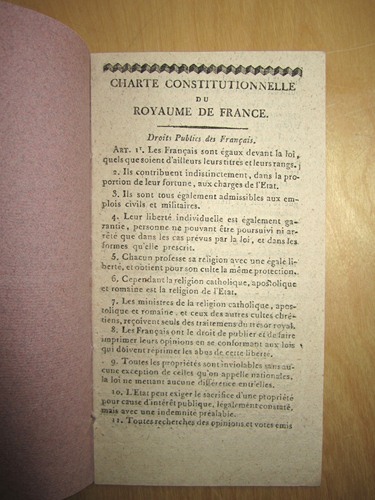 CHARTE CONSTITUTIONNELLE
DU
ROYAUME DE FRANCE.
Droits Publics des Français.
ART. 1er. Les Français sont égaux devant la loi,
quels que soient d'ailleurs leurs titres et leurs rangs.
2. Ils contribuent indistinctement, dans la pro
portion de leur fortune, aux charges de l'Etat.
3. Ils sont tous également admissibles aux em-
plois civils et militaires.
4. Leur liberté individuelle est également ga-
rantie, personne ne pouvant être poursuivi ni ar-
rêté que dans les cas prévus par la loi, et dans les
formes qu'elle prescrit.
5. Chacun professe sa religion avec une égale li-
berté, et obtient pour son culte la même protection.
6. Cependant la religion catholique, apostolique
et romaine est la religion de l'Etat.
7. Les ministres de la religion catholique, apos-
tolique et romaine, et ceux des autres cultes chré-
tiens, reçoivent seuls des traitemens du trésor royal.
8. Les Français ont le droit de publier et de faire
imprimer leurs opinions en se conformant aux lois
qui doivent réprimer les abus de cette liberté.
9. Toutes les propriétés sont inviolables sans au-
cune exception de celles qu'on appelle nationales,
la loi ne mettant aucune différence entr'elles.
10. L'Etat peut exiger le sacrifice d'une propriété
pour cause d'intérêt publique, légalement constaté,
mais avec une indemnité préalable.
11. Toutes recherches des opinions et votes émis